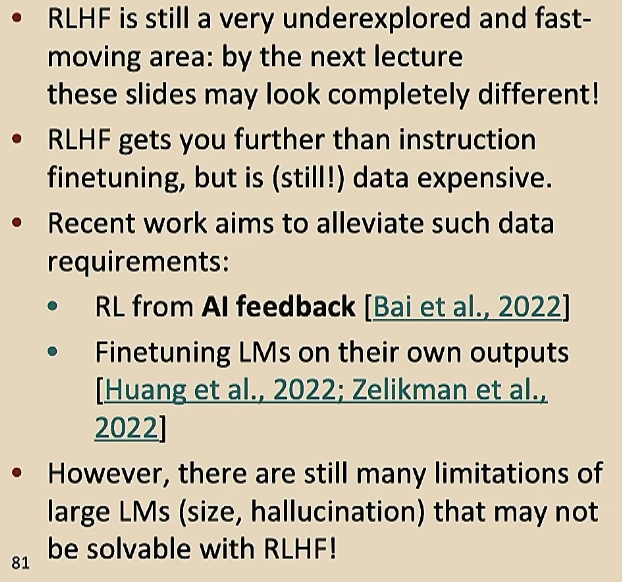 • RLHF is still a very underexplored and fast-
moving area: by the next lecture
these slides may look completely different!
• RLHF gets you further than instruction
finetuning, but is (still!) data expensive.
• Recent work aims to alleviate such data
requirements:
• RL from AI feedback [Bai et al., 2022]
• Finetuning LMs on their own outputs
[Huang et al., 2022; Zelikman et al.,
2022]
• However, there are still many limitations of
large LMs (size, hallucination) that may not
be solvable with RLHF!
81